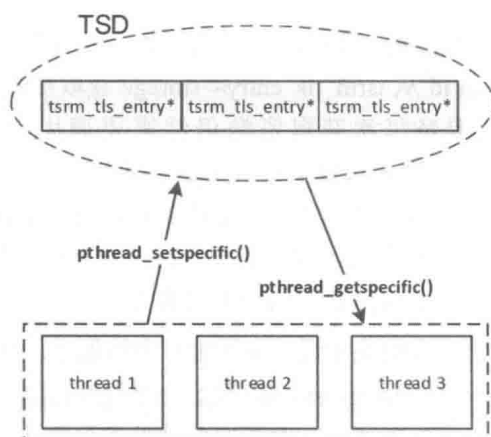 TSD
tsrm_tls_entry* tsrm_tls_entry* tsrm_tls_entry*
pthread_setspecific()
pthread_getspecific()
thread 1 thread 2 thread 3